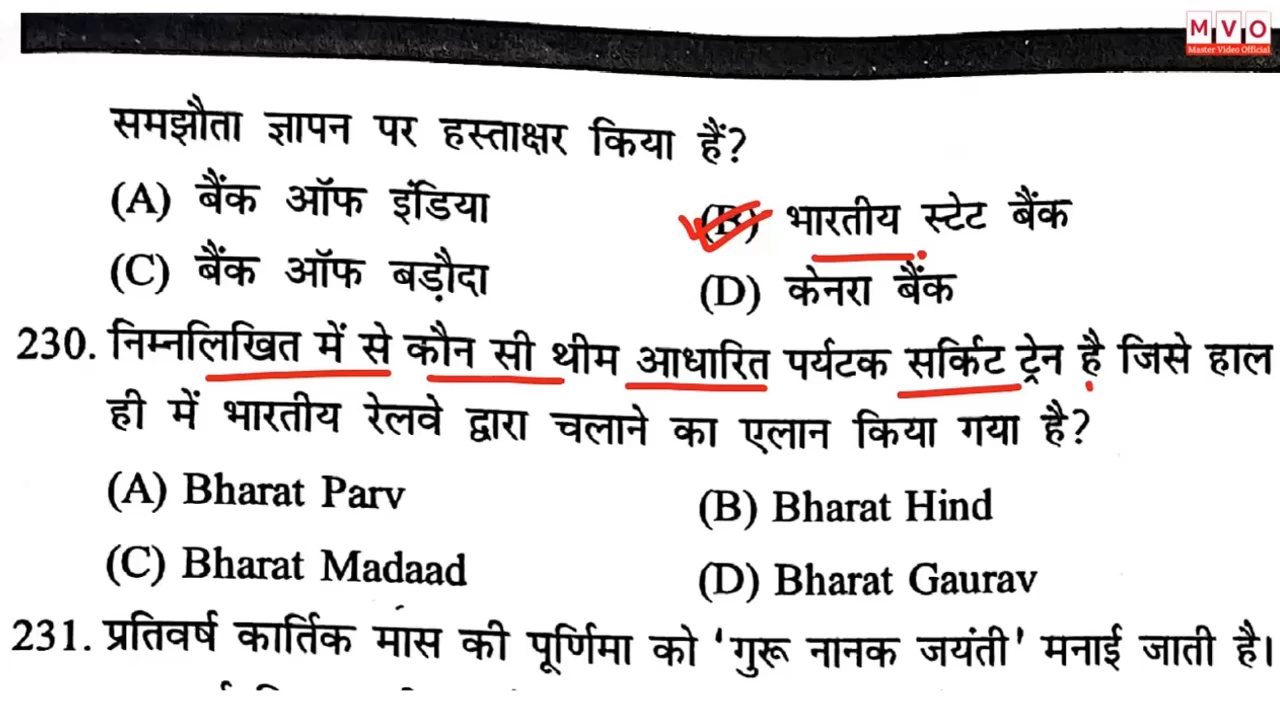 M V O
Master Video Official
समझौता ज्ञापन पर हस्ताक्षर किया हैं?
(A) बैंक ऑफ इंडिया (B) भारतीय स्टेट बैंक
(C) बैंक ऑफ बड़ौदा (D) केनरा बैंक
230. निम्नलिखित में से कौन सी थीम आधारित पर्यटक सर्किट ट्रेन है जिसे हाल
ही में भारतीय रेलवे द्वारा चलाने का एलान किया गया है?
(A) Bharat Parv (B) Bharat Hind
(C) Bharat Madaad (D) Bharat Gaurav
231. प्रतिवर्ष कार्तिक मास की पूर्णिमा को 'गुरू नानक जयंती' मनाई जाती है।